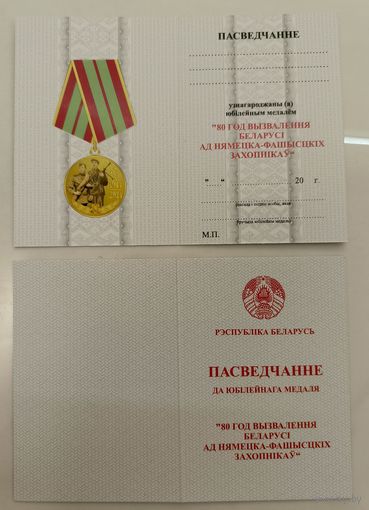 ПАСВЕДЧАННЕ
узнагароджаны (а)
юбілейным медалём
"80 ГОД ВЫЗВАЛЕННЯ
БЕЛАРУСІ
АД НЯМЕЦКА-ФАШЫСЦКІХ
ЗАХОПНІКАЎ"
"....." .................... 20 г.
М.П.
РЭСПУБЛІКА БЕЛАРУСЬ
ПАСВЕДЧАННЕ
ДА ЮБІЛЕЙНАГА МЕДАЛЯ
"80 ГОД ВЫЗВАЛЕННЯ
БЕЛАРУСІ
АД НЯМЕЦКА-ФАШЫСЦКІХ
ЗАХОПНІКАЎ"